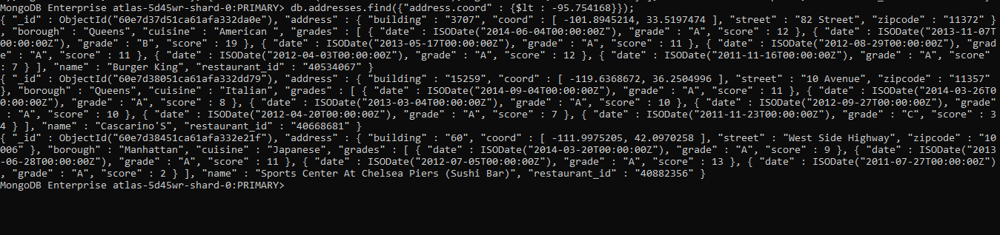 MongoDB Enterprise atlas-5d45wr-shard-0:PRIMARY> db.addresses.find({"address.coord" : {$lt : -95.754168}});
{ "_id" : ObjectId("60e7d37d51ca61afa332da0e"), "address" : { "building" : "3707", "coord" : [ -101.8945214, 33.5197474 ], "street" : "82 Street", "zipcode" : "11372" }
, "borough" : "Queens", "cuisine" : "American ", "grades" : [ { "date" : ISODate("2014-06-04T00:00:00Z"), "grade" : "A", "score" : 12 }, { "date" : ISODate("2013-11-07T
00:00:00Z"), "grade" : "B", "score" : 19 }, { "date" : ISODate("2013-05-17T00:00:00Z"), "grade" : "A", "score" : 11 }, { "date" : ISODate("2012-08-29T00:00:00Z"), "grad
e" : "A", "score" : 11 }, { "date" : ISODate("2012-04-03T00:00:00Z"), "grade" : "A", "score" : 12 }, { "date" : ISODate("2011-11-16T00:00:00Z"), "grade" : "A", "score"
: 7 } ], "name" : "Burger King", "restaurant_id" : "40534067" }
{ "_id" : ObjectId("60e7d38051ca61afa332dd79"), "address" : { "building" : "15259", "coord" : [ -119.6368672, 36.2504996 ], "street" : "10 Avenue", "zipcode" : "11357"
}, "borough" : "Queens", "cuisine" : "Italian", "grades" : [ { "date" : ISODate("2014-09-04T00:00:00Z"), "grade" : "A", "score" : 11 }, { "date" : ISODate("2014-03-26T0
0:00:00Z"), "grade" : "A", "score" : 8 }, { "date" : ISODate("2013-03-04T00:00:00Z"), "grade" : "A", "score" : 10 }, { "date" : ISODate("2012-09-27T00:00:00Z"), "grade"
: "A", "score" : 10 }, { "date" : ISODate("2012-04-20T00:00:00Z"), "grade" : "A", "score" : 7 }, { "date" : ISODate("2011-11-23T00:00:00Z"), "grade" : "C", "score" : 3
4 } ], "name" : "Cascarino'S", "restaurant_id" : "40668681" }
{ "_id" : ObjectId("60e7d38451ca61afa332e21f"), "address" : { "building" : "60", "coord" : [ -111.9975205, 42.0970258 ], "street" : "West Side Highway", "zipcode" : "10
006" }, "borough" : "Manhattan", "cuisine" : "Japanese", "grades" : [ { "date" : ISODate("2014-03-20T00:00:00Z"), "grade" : "A", "score" : 9 }, { "date" : ISODate("2013
-06-28T00:00:00Z"), "grade" : "A", "score" : 11 }, { "date" : ISODate("2012-07-05T00:00:00Z"), "grade" : "A", "score" : 13 }, { "date" : ISODate("2011-07-27T00:00:00Z")
, "grade" : "A", "score" : 2 } ], "name" : "Sports Center At Chelsea Piers (Sushi Bar)", "restaurant_id" : "40882356" }
MongoDB Enterprise atlas-5d45wr-shard-0:PRIMARY>